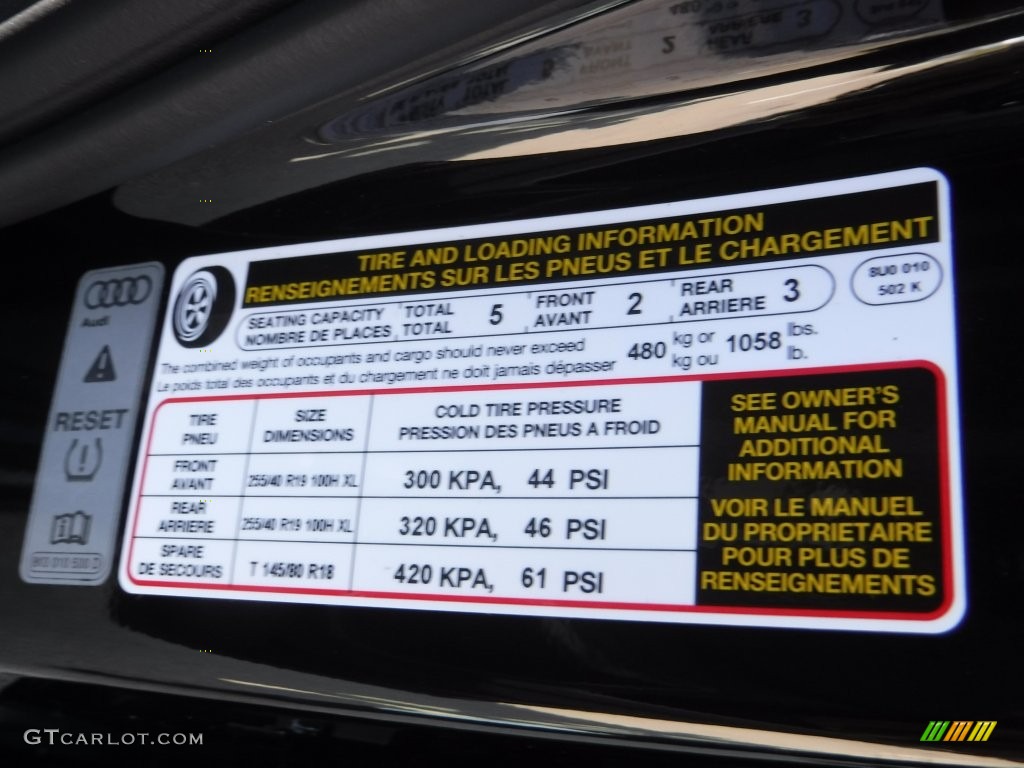 TIRE AND LOADING INFORMATION
RENSEIGNEMENTS SUR LES PNEUS ET LE CHARGEMENT
SEATING CAPACITY TOTAL 5 FRONT 2 REAR 3
NOMBRE DE PLACES TOTAL AVANT ARRIERE
8U0 010
502 K
The combined weight of occupants and cargo should never exceed 480 kg or 1058 lbs.
Le poids total des occupants et du chargement ne doit jamais dépasser kg ou lb.
TIRE SIZE COLD TIRE PRESSURE
PNEU DIMENSIONS PRESSION DES PNEUS A FROID
FRONT
AVANT 255/40 R19 100H XL 300 KPA, 44 PSI
REAR
ARRIERE 255/40 R19 100H XL 320 KPA, 46 PSI
SPARE
DE SECOURS T 145/80 R18 420 KPA, 61 PSI
SEE OWNER'S
MANUAL FOR
ADDITIONAL
INFORMATION
VOIR LE MANUEL
DU PROPRIETAIRE
POUR PLUS DE
RENSEIGNEMENTS
Audi
RESET
GTCARLOT.COM